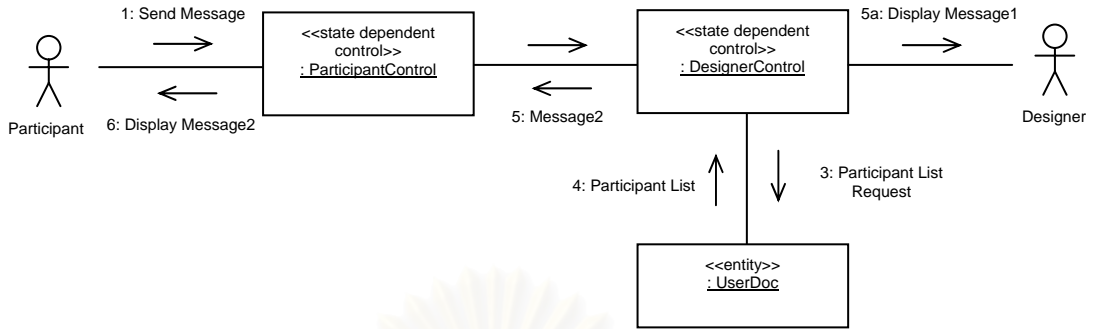 1: Send Message
<<state dependent
control>>
: ParticipantControl
<<state dependent
control>>
: DesignerControl
5a: Display Message1
Participant
6: Display Message2
5: Message2
Designer
4: Participant List
3: Participant List
Request
<<entity>>
: UserDoc